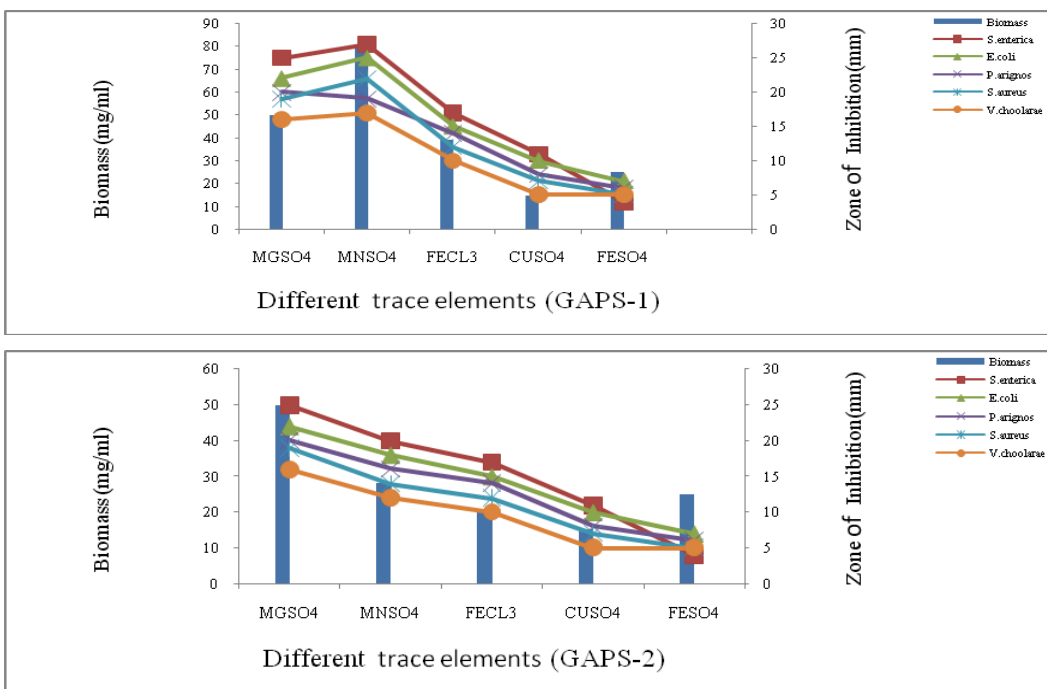 Biomass (mg/ml)
90
80
70
60
50
40
30
20
10
0
MGSO4 MNSO4 FECL3 CUSO4 FESO4
Different trace elements (GAPS-1)
30
25
20
15
10
5
0
Zone of Inhibition(mm)
Biomass
S.enterica
E.coli
P.arignos
S.aureus
V.choolarae
Biomass (mg/ml)
60
50
40
30
20
10
0
MGSO4 MNSO4 FECL3 CUSO4 FESO4
Different trace elements (GAPS-2)
30
25
20
15
10
5
0
Zone of Inhibition(mm)
Biomass
S.enterica
E.coli
P.arignos
S.aureus
V.choolarae